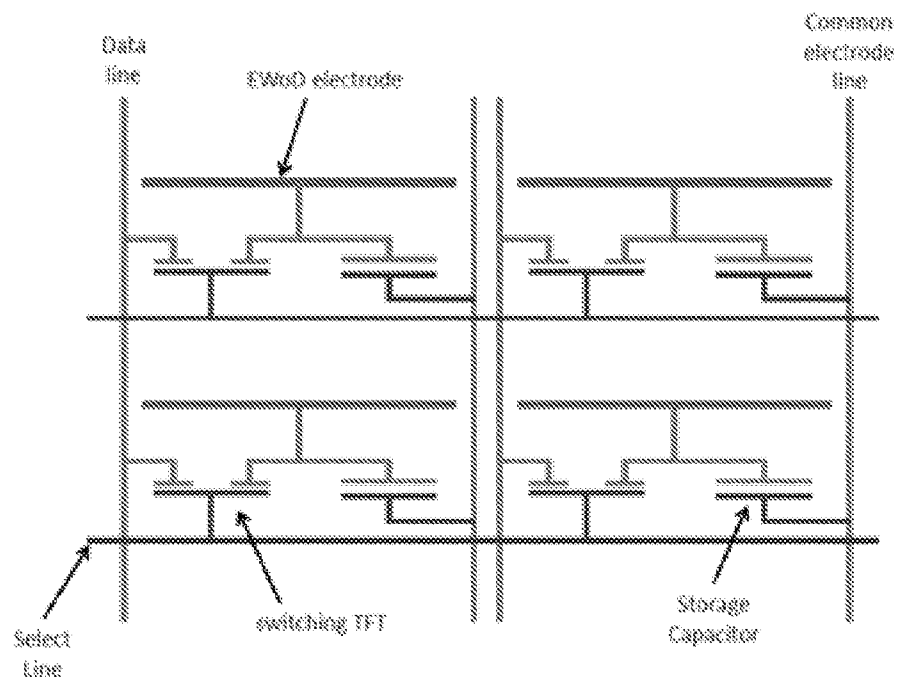 Data
line
EWoD electrode
Common
electrode
line
Select
Line
switching TFT
Storage
Capacitor